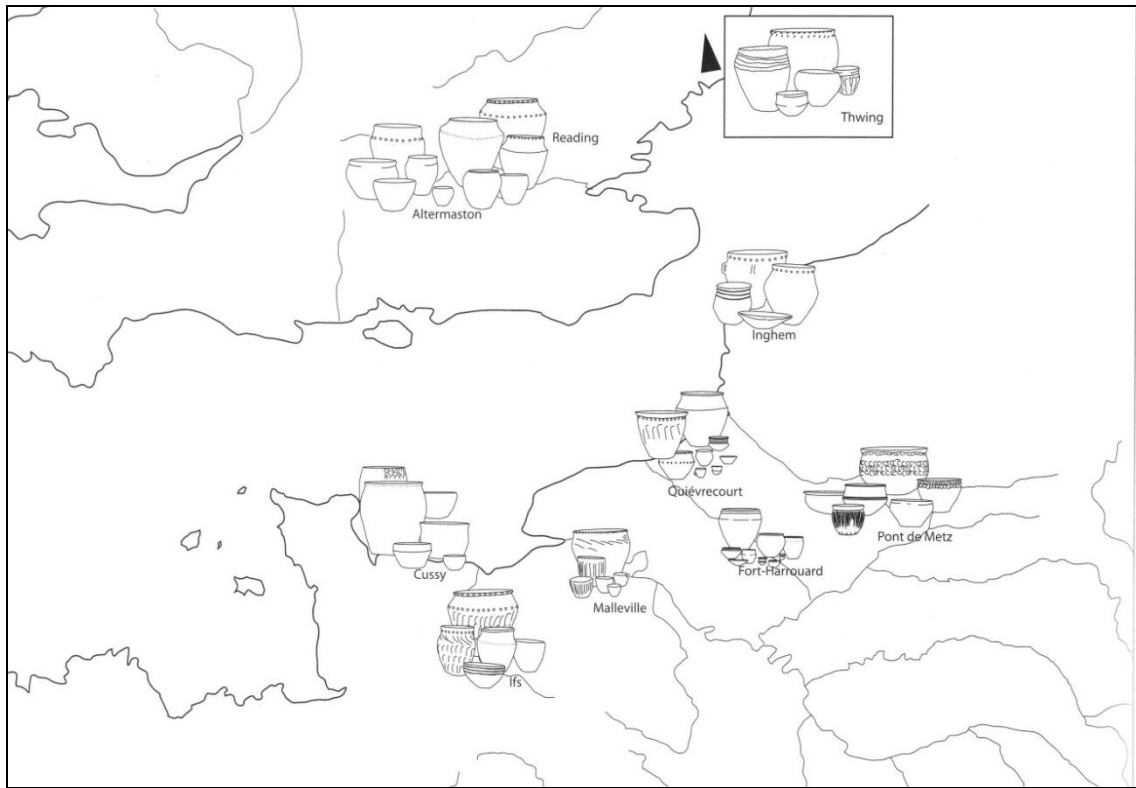 Thwing
Reading
Altermaston
Inghem
Quiévrecourt
Pont de Metz
Fort-Harrouard
Cussy
Malleville
Ifs